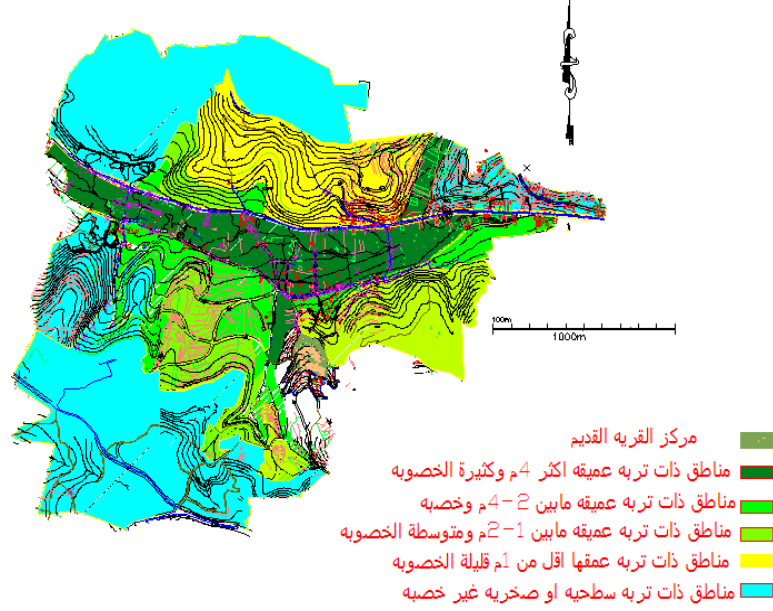 100m
1000m
مركز القريه القديم
مناطق ذات تربه عميقه اكثر 4م وكثيرة الخصوبه
مناطق ذات تربه عميقه مابين 2-4م وخصبه
مناطق ذات تربه عميقه مابين 1-2م ومتوسطة الخصوبه
مناطق ذات تربه عمقها اقل من 1م قليلة الخصوبه
مناطق ذات تربه سطحيه او صخريه غير خصبه